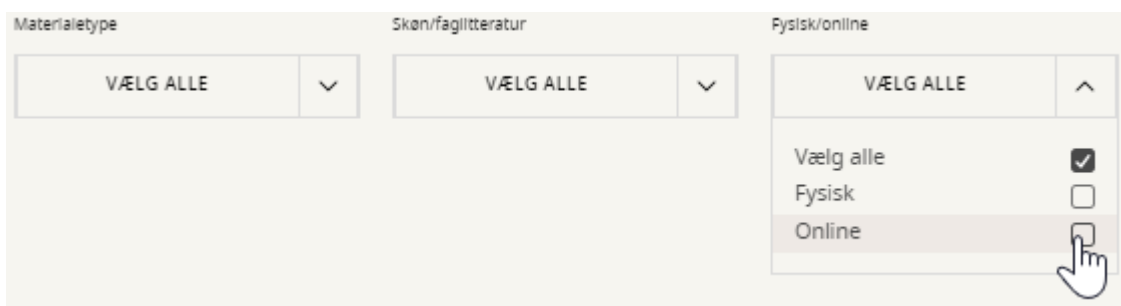 Materialetype Skøn/faglitteratur Fysisk/online
VÆLG ALLE VÆLG ALLE VÆLG ALLE
Vælg alle
Fysisk
Online